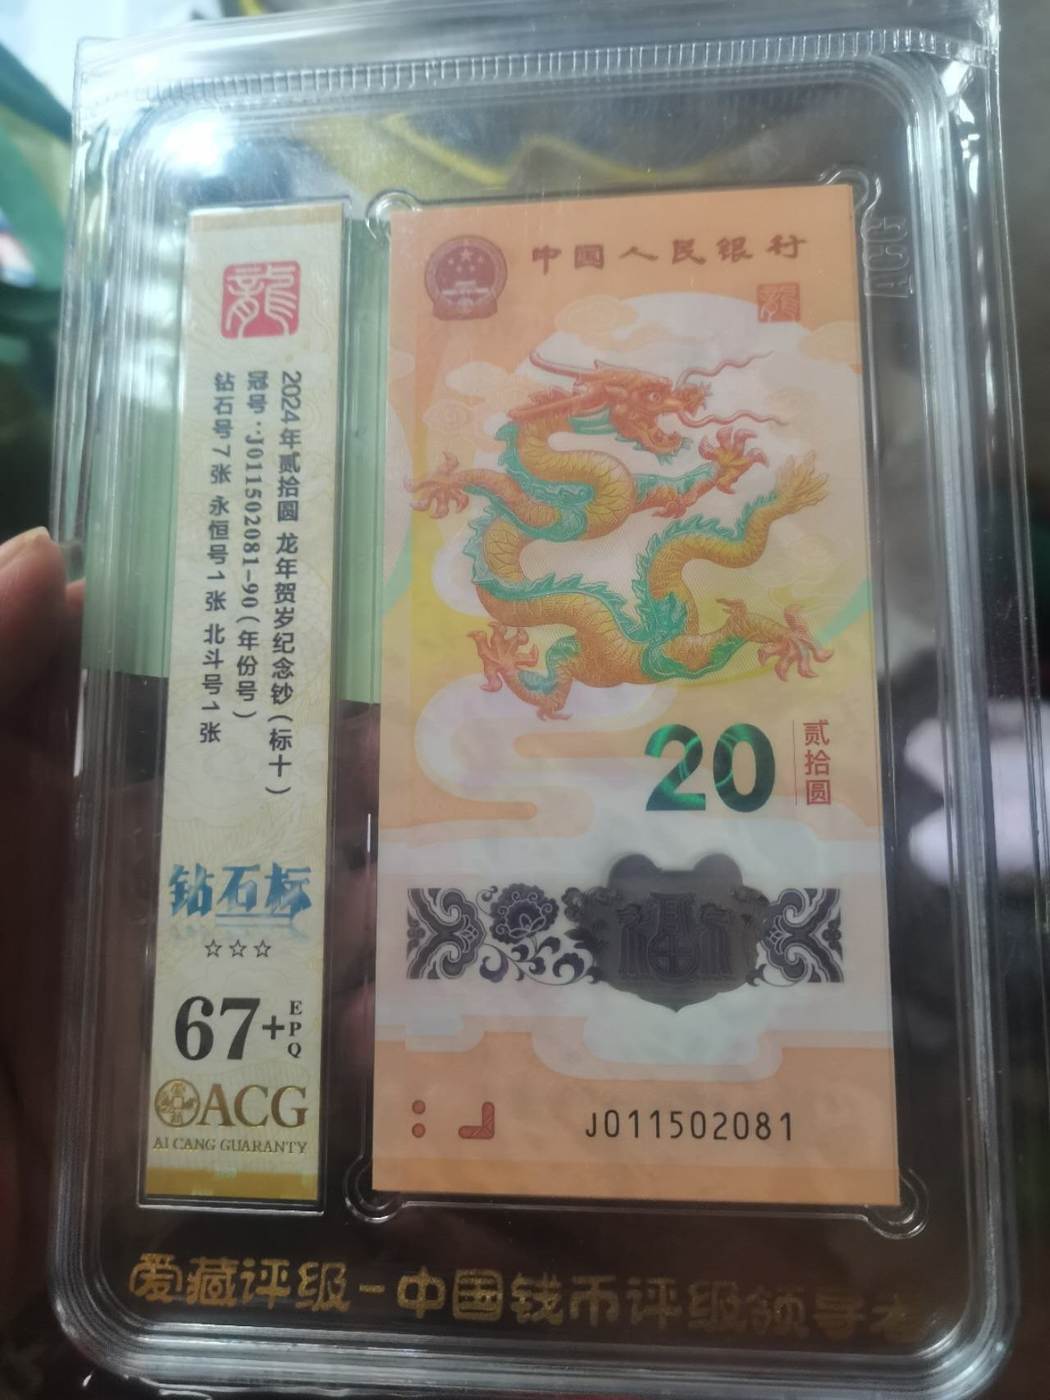 龍
2024年贰拾圆 龙年贺岁纪念钞(标十)
冠号:J011502081-90(年份号)
钻石号7张 永恒号1张 北斗号1张
钻石标
67+
EPQ
ACG
AI CANG GUARANTY
中国人民银行
龍
20
贰拾圆
福
J011502081
ACG
爱藏评级-中国钱币评级领导者